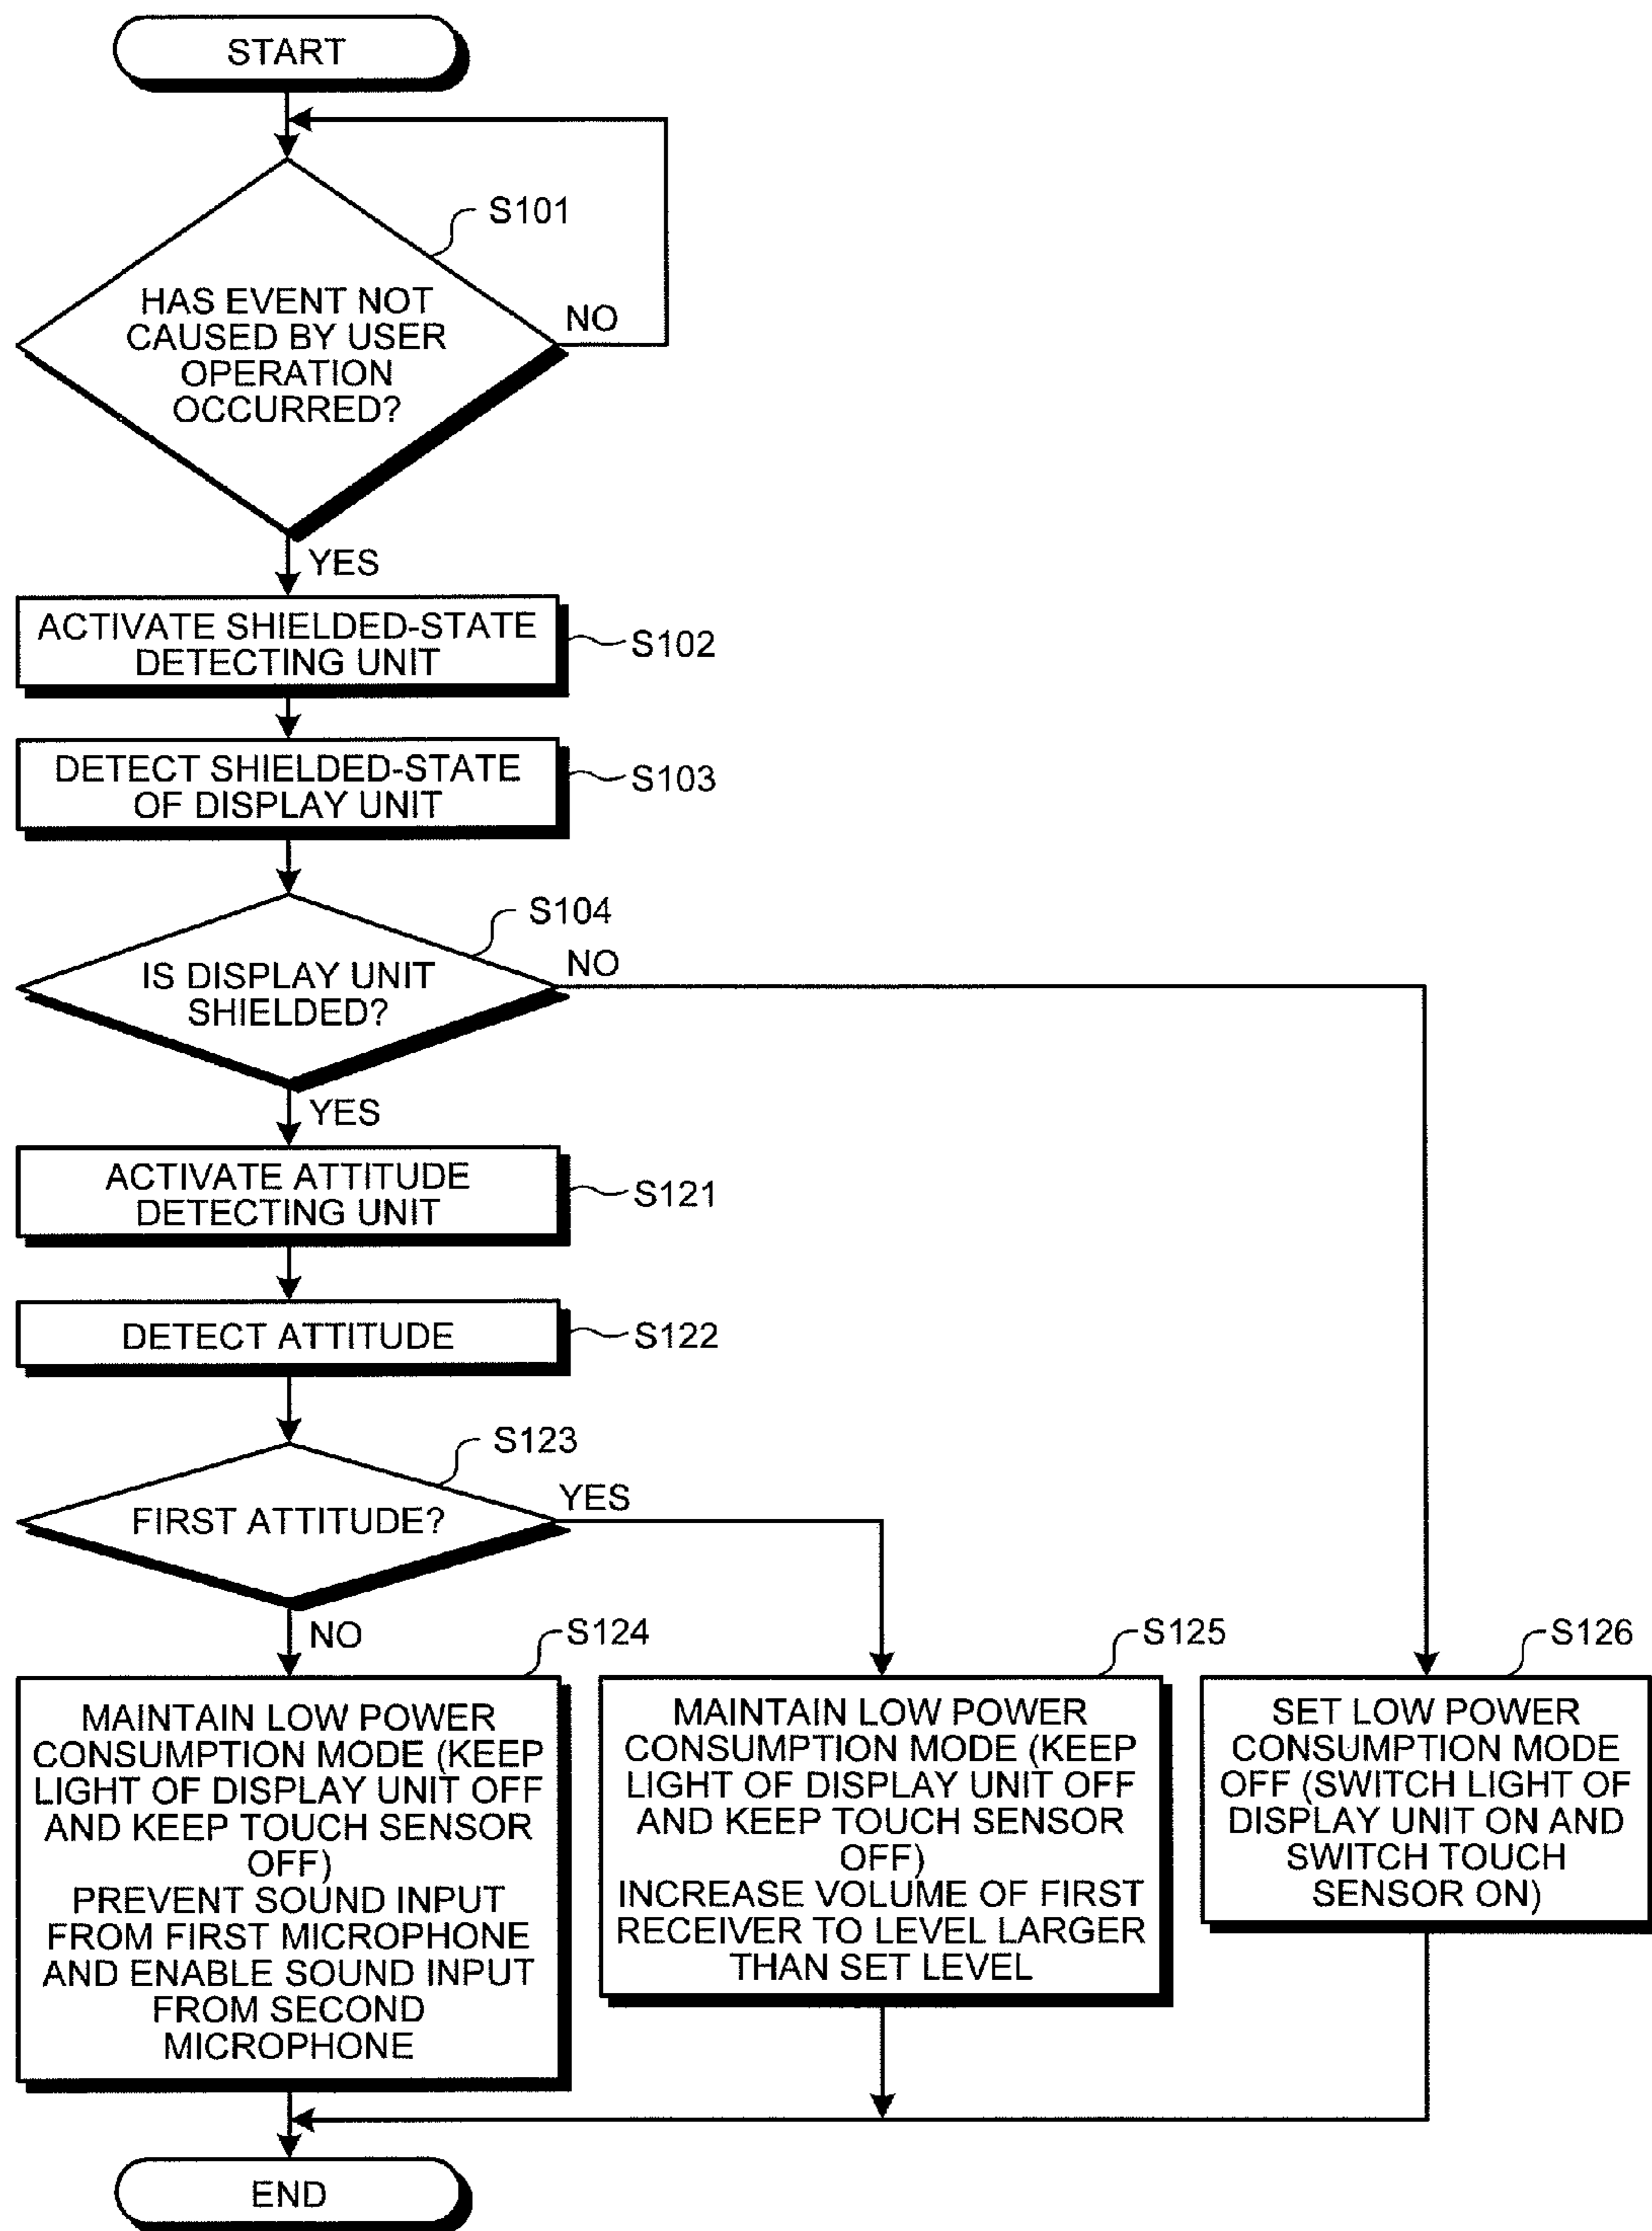 START
S101
HAS EVENT NOT
CAUSED BY USER
OPERATION
OCCURRED?
NO
YES
ACTIVATE SHIELDED-STATE
DETECTING UNIT
S102
DETECT SHIELDED-STATE
OF DISPLAY UNIT
S103
S104
IS DISPLAY UNIT
SHIELDED?
NO
YES
ACTIVATE ATTITUDE
DETECTING UNIT
S121
DETECT ATTITUDE
S122
S123
FIRST ATTITUDE?
YES
NO
S124
MAINTAIN LOW POWER
CONSUMPTION MODE (KEEP
LIGHT OF DISPLAY UNIT OFF
AND KEEP TOUCH SENSOR
OFF)
PREVENT SOUND INPUT
FROM FIRST MICROPHONE
AND ENABLE SOUND INPUT
FROM SECOND
MICROPHONE
S125
MAINTAIN LOW POWER
CONSUMPTION MODE (KEEP
LIGHT OF DISPLAY UNIT OFF
AND KEEP TOUCH SENSOR
OFF)
INCREASE VOLUME OF FIRST
RECEIVER TO LEVEL LARGER
THAN SET LEVEL
S126
SET LOW POWER
CONSUMPTION MODE
OFF (SWITCH LIGHT OF
DISPLAY UNIT ON AND
SWITCH TOUCH
SENSOR ON)
END